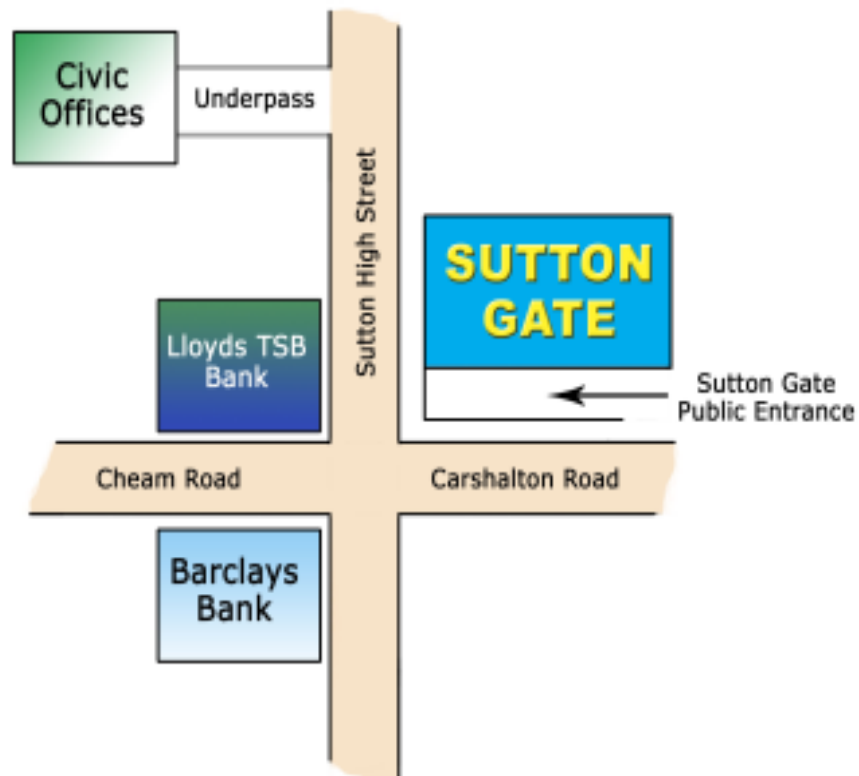 Civic
Offices
Underpass
Sutton High Street
SUTTON
GATE
Lloyds TSB
Bank
Sutton Gate
Public Entrance
Cheam Road
Carshalton Road
Barclays
Bank